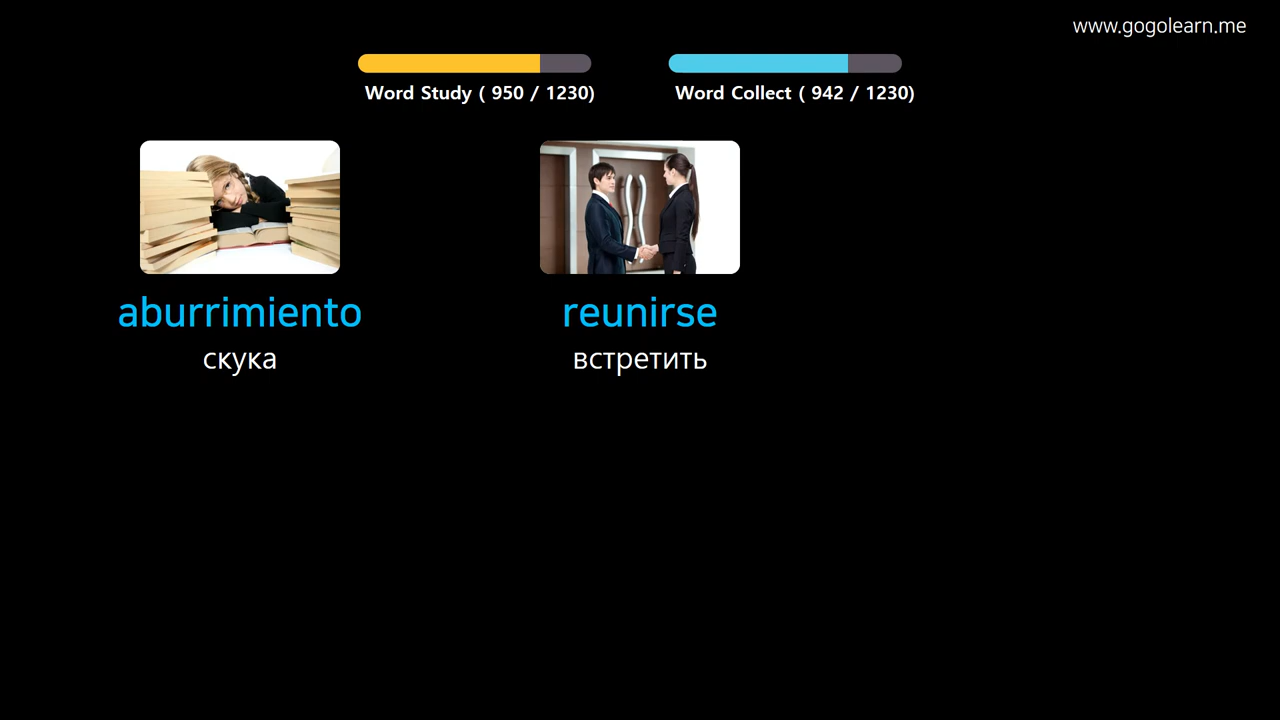 www.gogolearn.me
Word Study ( 950 / 1230)
Word Collect ( 942 / 1230)
aburrimiento
скука
reunirse
встретить